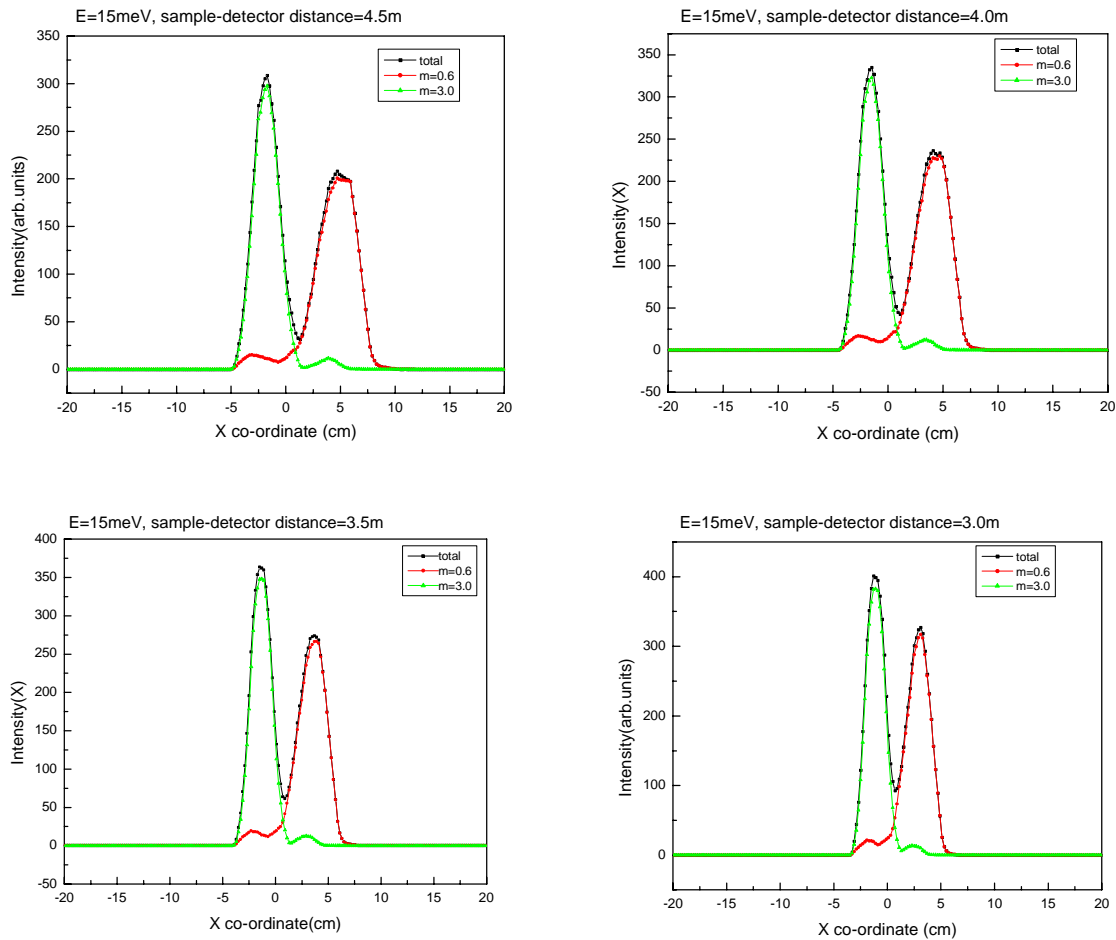 E=15meV, sample-detector distance=4.5m
350
300
250
200
150
100
50
0
Intensity(arb.units)
total
m=0.6
m=3.0
-20 -15 -10 -5 0 5 10 15 20
X co-ordinate (cm)
E=15meV, sample-detector distance=4.0m
350
300
250
200
150
100
50
0
-50
Intensity(X)
total
m=0.6
m=3.0
-20 -15 -10 -5 0 5 10 15 20
X co-ordinate (cm)
E=15meV, sample-detector distance=3.5m
400
350
300
250
200
150
100
50
0
-50
Intensity(X)
total
m=0.6
m=3.0
-20 -15 -10 -5 0 5 10 15 20
X co-ordinate(cm)
E=15meV, sample-detector distance=3.0m
400
300
200
100
0
Intensity(arb.units)
total
m=0.6
m=3.0
-20 -15 -10 -5 0 5 10 15 20
X co-ordinate (cm)